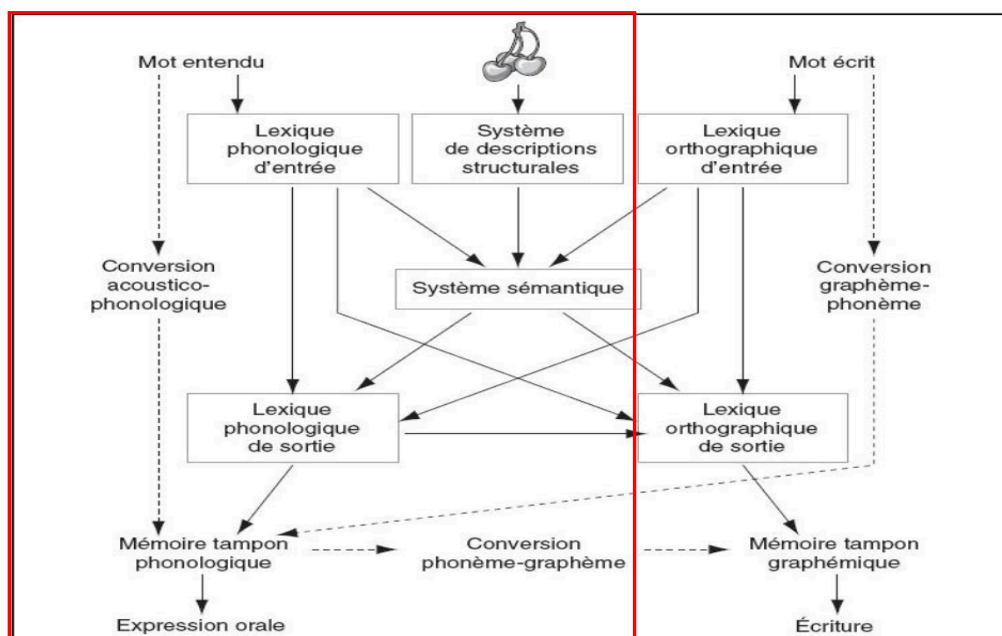 Mot entendu
Mot écrit
Lexique
phonologique
d'entrée
Système
de descriptions
structurales
Lexique
orthographique
d'entrée
Conversion
acoustico-
phonologique
Système sémantique
Conversion
graphème-
phonème
Lexique
phonologique
de sortie
Lexique
orthographique
de sortie
Mémoire tampon
phonologique
Conversion
phonème-graphème
Mémoire tampon
graphémique
Expression orale
Écriture